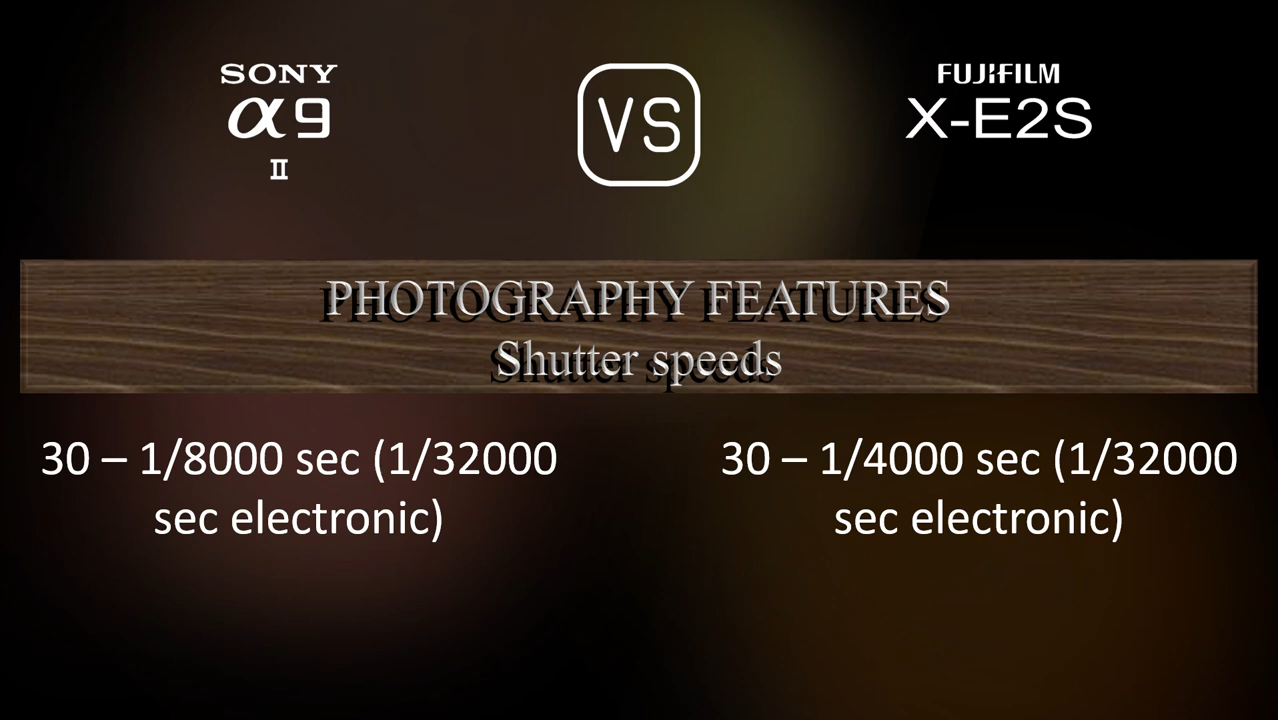 SONY
α9
II
VS
FUJIFILM
X-E2S
PHOTOGRAPHY FEATURES
Shutter speeds
30 – 1/8000 sec (1/32000
sec electronic)
30 – 1/4000 sec (1/32000
sec electronic)